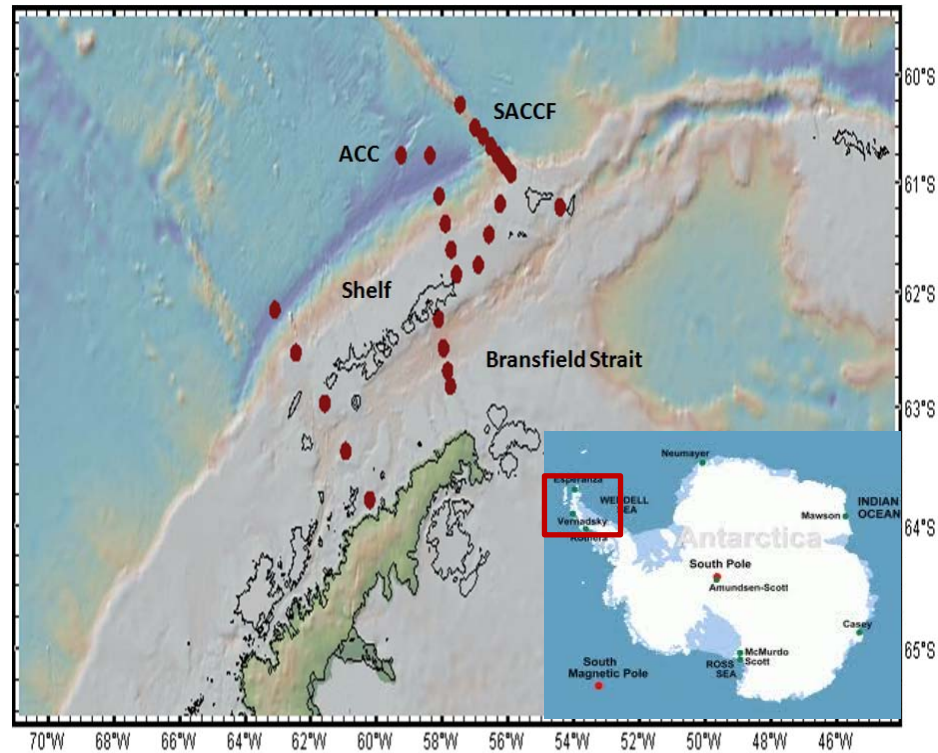 SACCF
ACC
60°S
61°S
Shelf
62°S
Bransfield Strait
63°S
Neumayer
Esperanza
WEDDELL
SEA
INDIAN
OCEAN
Mawson
Vernadsky
Rothera
64°S
Antarctica
South Pole
Amundsen-Scott
Casey
McMurdo
ROSS
SEA
Scott
South
Magnetic Pole
65°S
70°W 68°W 66°W 64°W 62°W 60°W 58°W 56°W 54°W 52°W 50°W 48°W 46°W